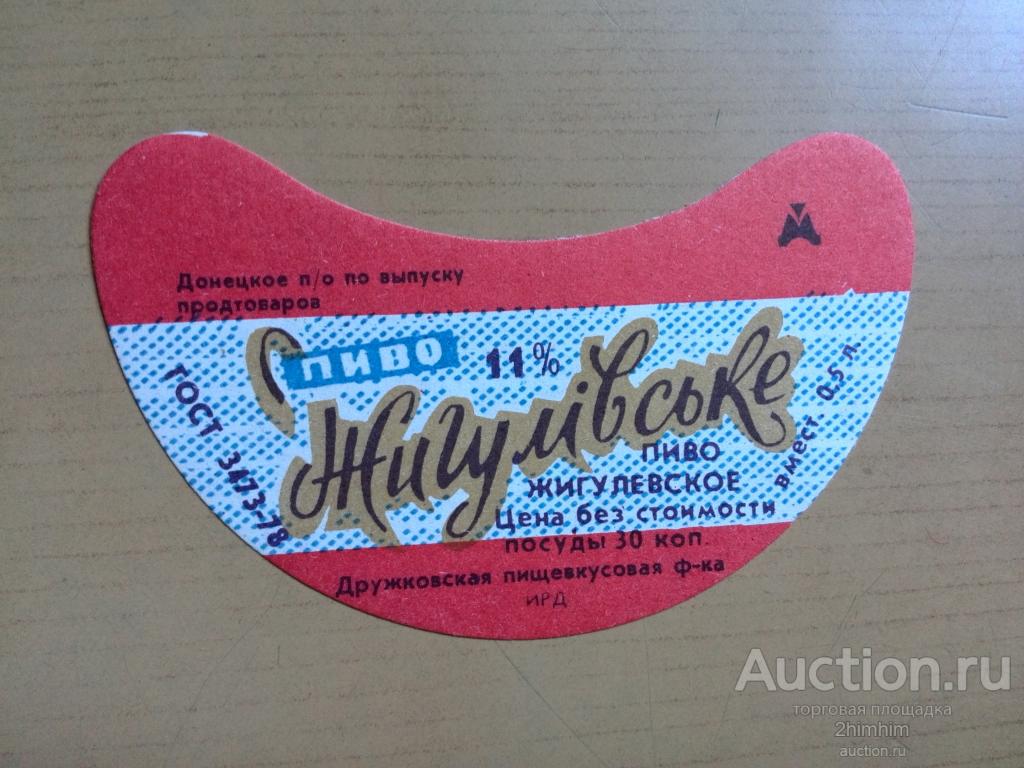 Донецкое п/о по выпуску
продтоваров
ПИВО 11%
Жигулівське
ГОСТ 3473-78
вмест 0,5 л.
ПИВО
ЖИГУЛЕВСКОЕ
Цена без стоимости
посуды 30 коп.
Дружковская пищевкусовая ф-ка
ИРД
Auction.ru
торговая площадка
2himhim
auction.ru